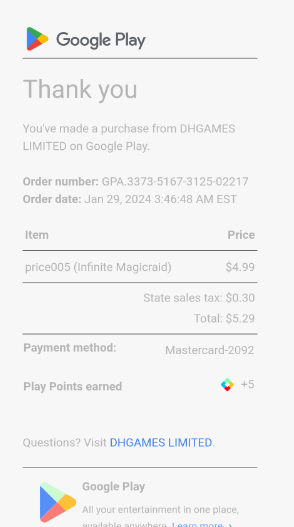 Google Play
Thank you
You've made a purchase from DHGAMES
LIMITED on Google Play.
Order number: GPA.3373-5167-3125-02217
Order date: Jan 29, 2024 3:46:48 AM EST
Item Price
price005 (Infinite Magicraid) $4.99
State sales tax: $0.30
Total: $5.29
Payment method: Mastercard-2092
Play Points earned +5
Questions? Visit DHGAMES LIMITED.
Google Play
All your entertainment in one place,
available anywhere. Learn more ›